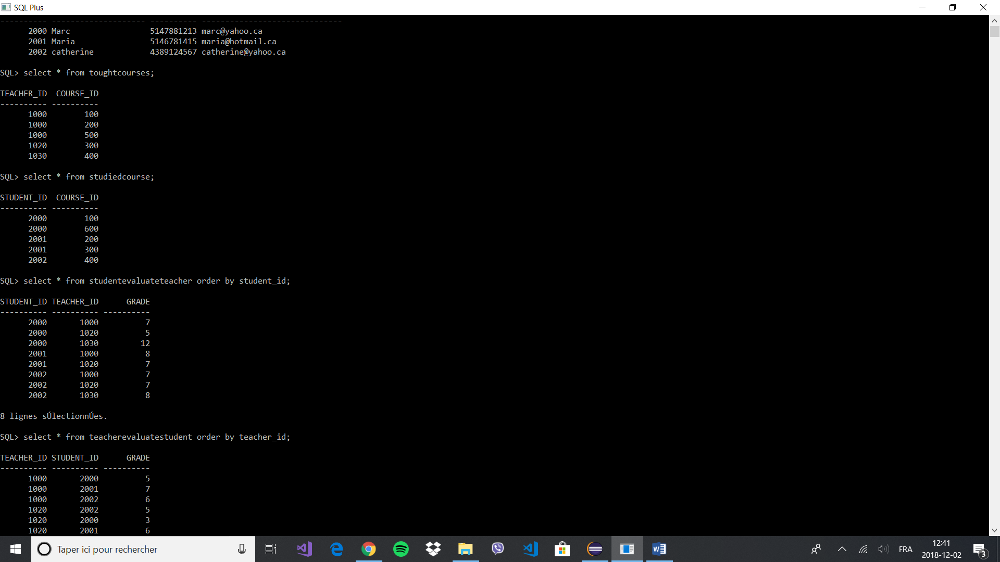 SQL Plus
---------- -------------------- ---------- ------------------------------
      2000 Marc                 5147881213 marc@yahoo.ca
      2001 Maria                5146781415 maria@hotmail.ca
      2002 catherine            4389124567 catherine@yahoo.ca
SQL> select * from toughtcourses;
TEACHER_ID  COURSE_ID
---------- ----------
      1000        100
      1000        200
      1000        500
      1020        300
      1030        400
SQL> select * from studiedcourse;
STUDENT_ID  COURSE_ID
---------- ----------
      2000        100
      2000        600
      2001        200
      2001        300
      2002        400
SQL> select * from studentevaluateteacher order by student_id;
STUDENT_ID TEACHER_ID      GRADE
---------- ---------- ----------
      2000       1000          7
      2000       1020          5
      2000       1030         12
      2001       1000          8
      2001       1020          7
      2002       1000          7
      2002       1020          7
      2002       1030          8
8 lignes sÚlectionnÚes.
SQL> select * from teacherevaluatestudent order by teacher_id;
TEACHER_ID STUDENT_ID      GRADE
---------- ---------- ----------
      1000       2000          5
      1000       2001          7
      1000       2002          6
      1020       2002          5
      1020       2000          3
      1020       2001          6
Taper ici pour rechercher
FRA
12:41
2018-12-02
3